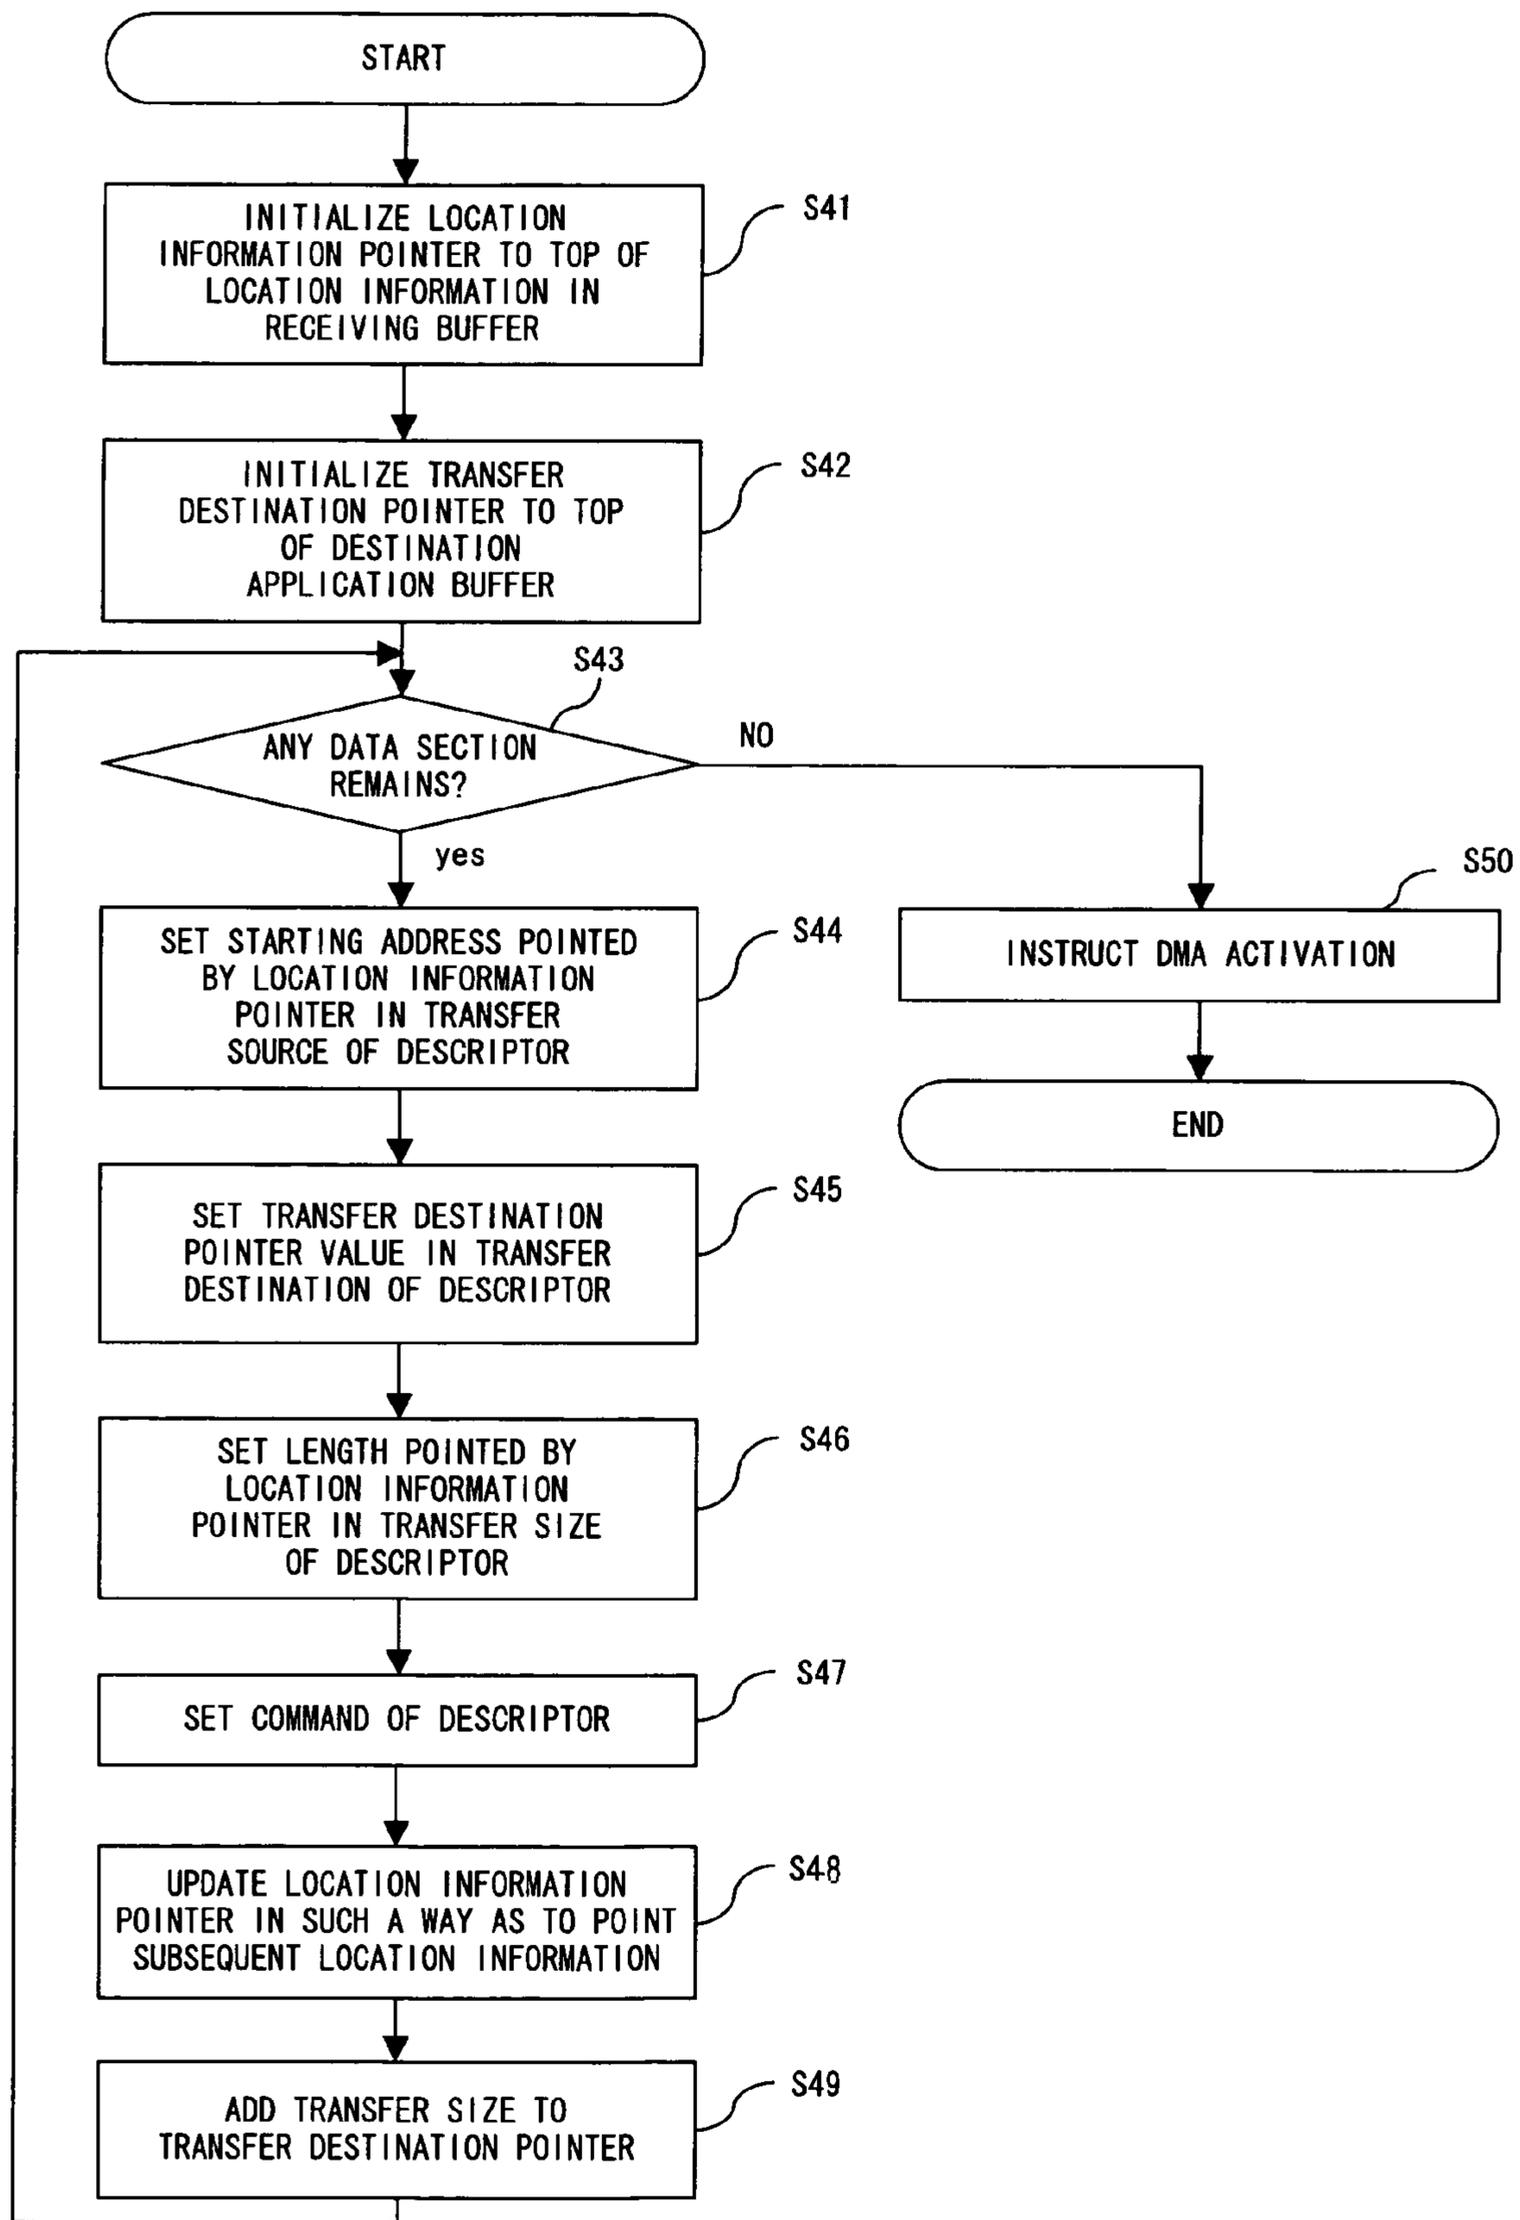 START
INITIALIZE LOCATION
INFORMATION POINTER TO TOP OF
LOCATION INFORMATION IN
RECEIVING BUFFER
S41
INITIALIZE TRANSFER
DESTINATION POINTER TO TOP
OF DESTINATION
APPLICATION BUFFER
S42
S43
ANY DATA SECTION
REMAINS?
NO
yes
SET STARTING ADDRESS POINTED
BY LOCATION INFORMATION
POINTER IN TRANSFER
SOURCE OF DESCRIPTOR
S44
S50
INSTRUCT DMA ACTIVATION
END
SET TRANSFER DESTINATION
POINTER VALUE IN TRANSFER
DESTINATION OF DESCRIPTOR
S45
SET LENGTH POINTED BY
LOCATION INFORMATION
POINTER IN TRANSFER SIZE
OF DESCRIPTOR
S46
SET COMMAND OF DESCRIPTOR
S47
UPDATE LOCATION INFORMATION
POINTER IN SUCH A WAY AS TO POINT
SUBSEQUENT LOCATION INFORMATION
S48
ADD TRANSFER SIZE TO
TRANSFER DESTINATION POINTER
S49